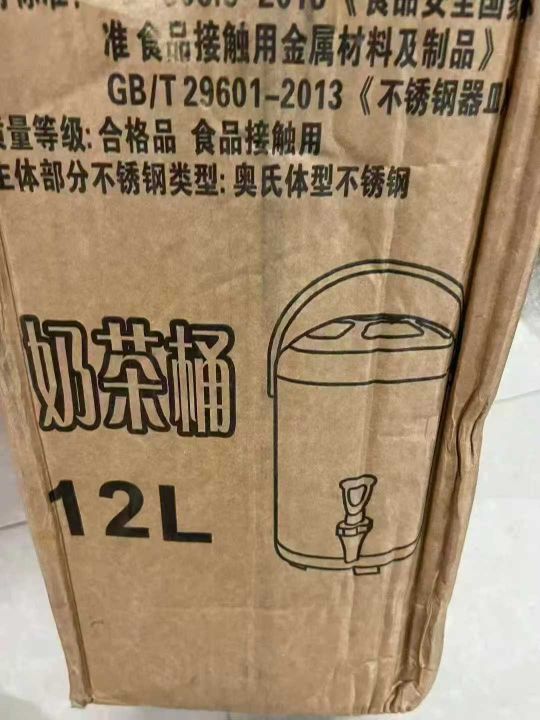 准 食品接触用金属材料及制品》
GB/T 29601-2013 《不锈钢器皿
质量等级: 合格品 食品接触用
主体部分不锈钢类型: 奥氏体型不锈钢
奶茶桶
12L